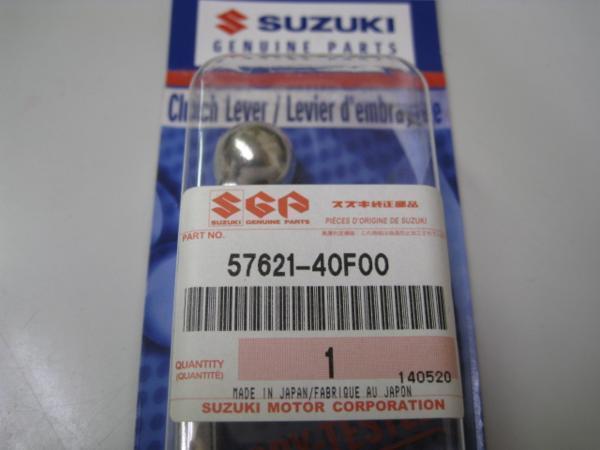 SUZUKI
GENUINE PARTS
Clutch Lever / Levier d'embrayage
SGP スズキ純正部品
SUZUKI GENUINE PARTS PIÈCES D'ORIGINE DE SUZUKI
PART NO.
57621-40F00
QUANTITY
(QUANTITÉ)
1
140520
MADE IN JAPAN/FABRIQUE AU JAPON
SUZUKI MOTOR CORPORATION